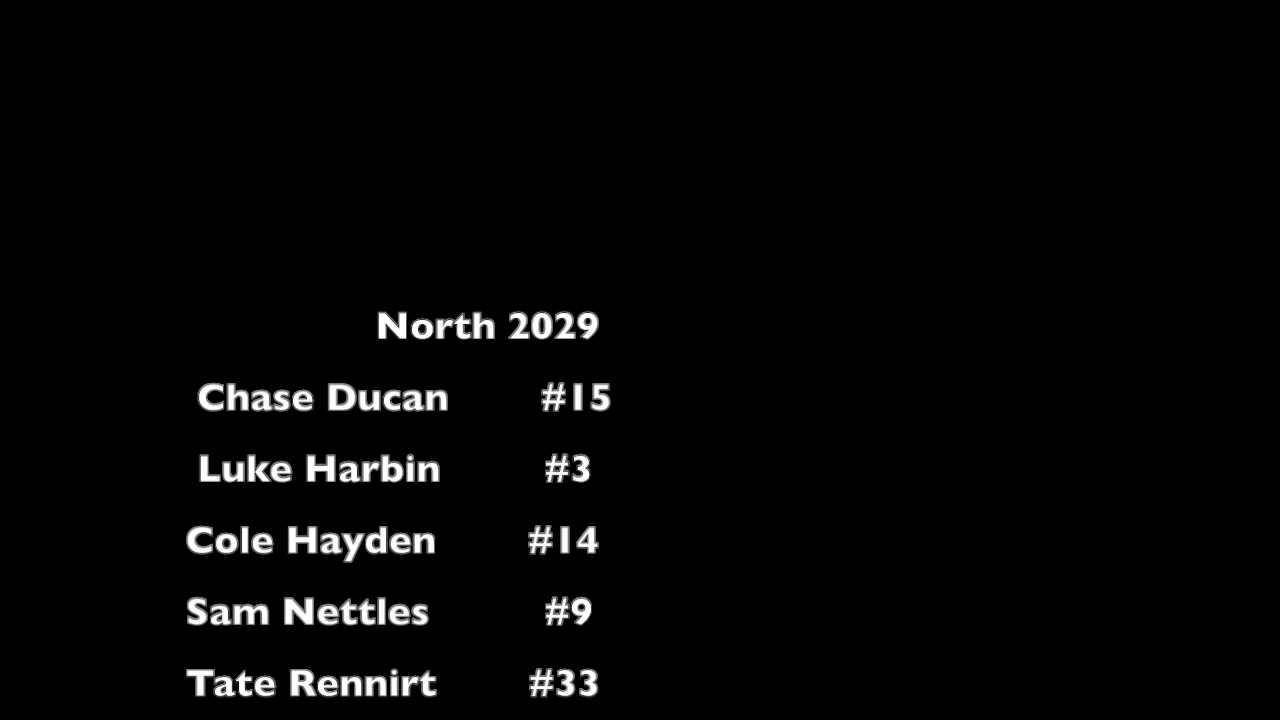 North 2029
Chase Ducan #15
Luke Harbin #3
Cole Hayden #14
Sam Nettles #9
Tate Rennirt #33